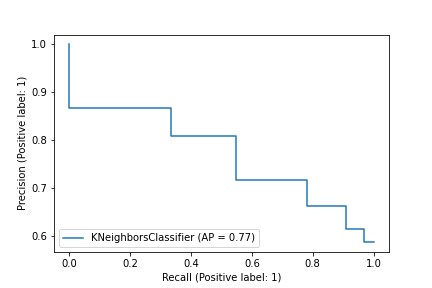 1.0
0.9
0.8
0.7
0.6
Precision (Positive label: 1)
KNeighborsClassifier (AP = 0.77)
0.0 0.2 0.4 0.6 0.8 1.0
Recall (Positive label: 1)